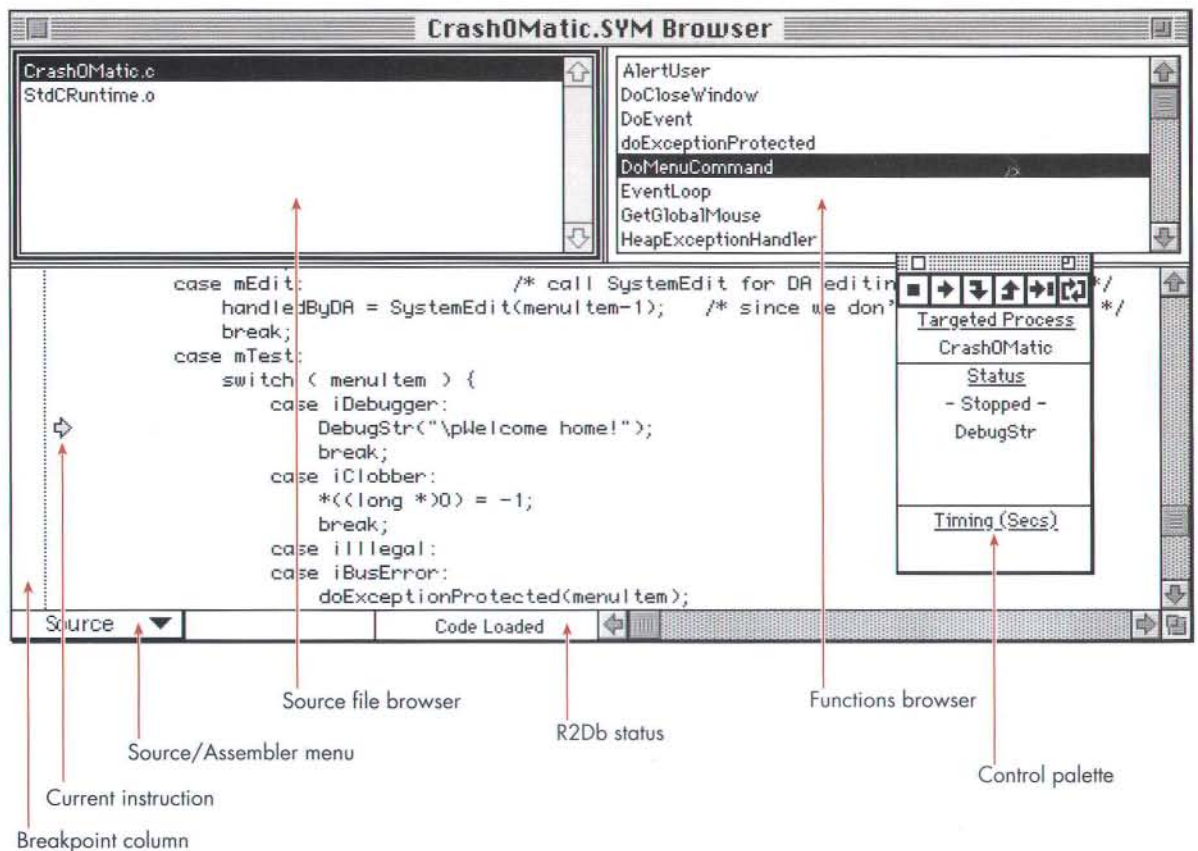 CrashOMatic.SYM Browser
CrashOMatic.c
StdCRuntime.o
AlertUser
DoCloseWindow
DoEvent
doExceptionProtected
DoMenuCommand
EventLoop
GetGlobalMouse
HeapExceptionHandler
case mEdit: /* call SystemEdit for DA editin */
handledByDA = SystemEdit(menuItem-1); /* since we don' */
break;
case mTest:
switch ( menuItem ) {
case iDebugger:
DebugStr("\pWelcome home!");
break;
case iClobber:
*((long *)0) = -1;
break;
case iIllegal:
case iBusError:
doExceptionProtected(menuItem);
Targeted Process
CrashOMatic
Status
- Stopped -
DebugStr
Timing (Secs)
Source
Code Loaded
Source file browser
Functions browser
R2Db status
Source/Assembler menu
Control palette
Current instruction
Breakpoint column